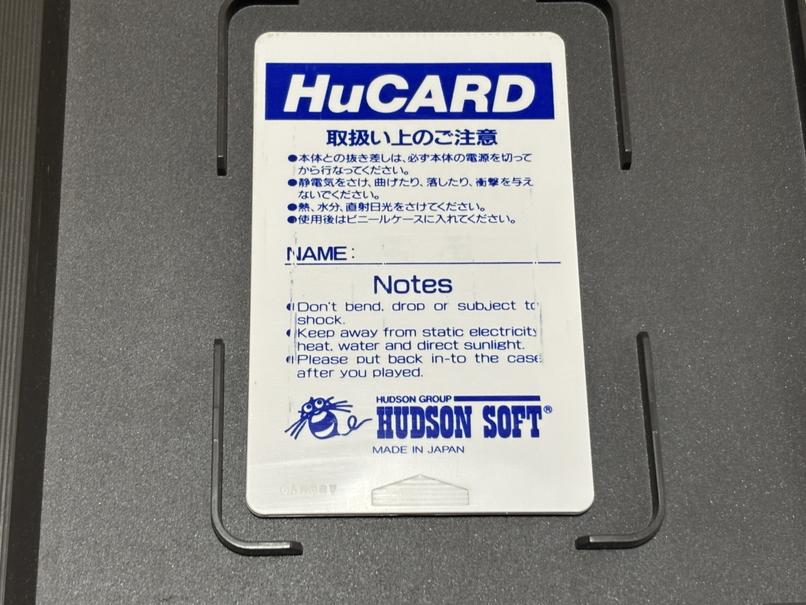 HuCARD
取扱い上のご注意
●本体との抜き差しは、必ず本体の電源を切って
から行なってください。
●静電気をさけ、曲げたり、落したり、衝撃を与え
ないでください。
●熱、水分、直射日光をさけてください。
●使用後はビニールケースに入れてください。
NAME:
Notes
●Don't bend, drop or subject to
shock.
●Keep away from static electricity
heat, water and direct sunlight.
●Please put back in-to the case
after you played.
HUDSON GROUP
HUDSON SOFT®
MADE IN JAPAN